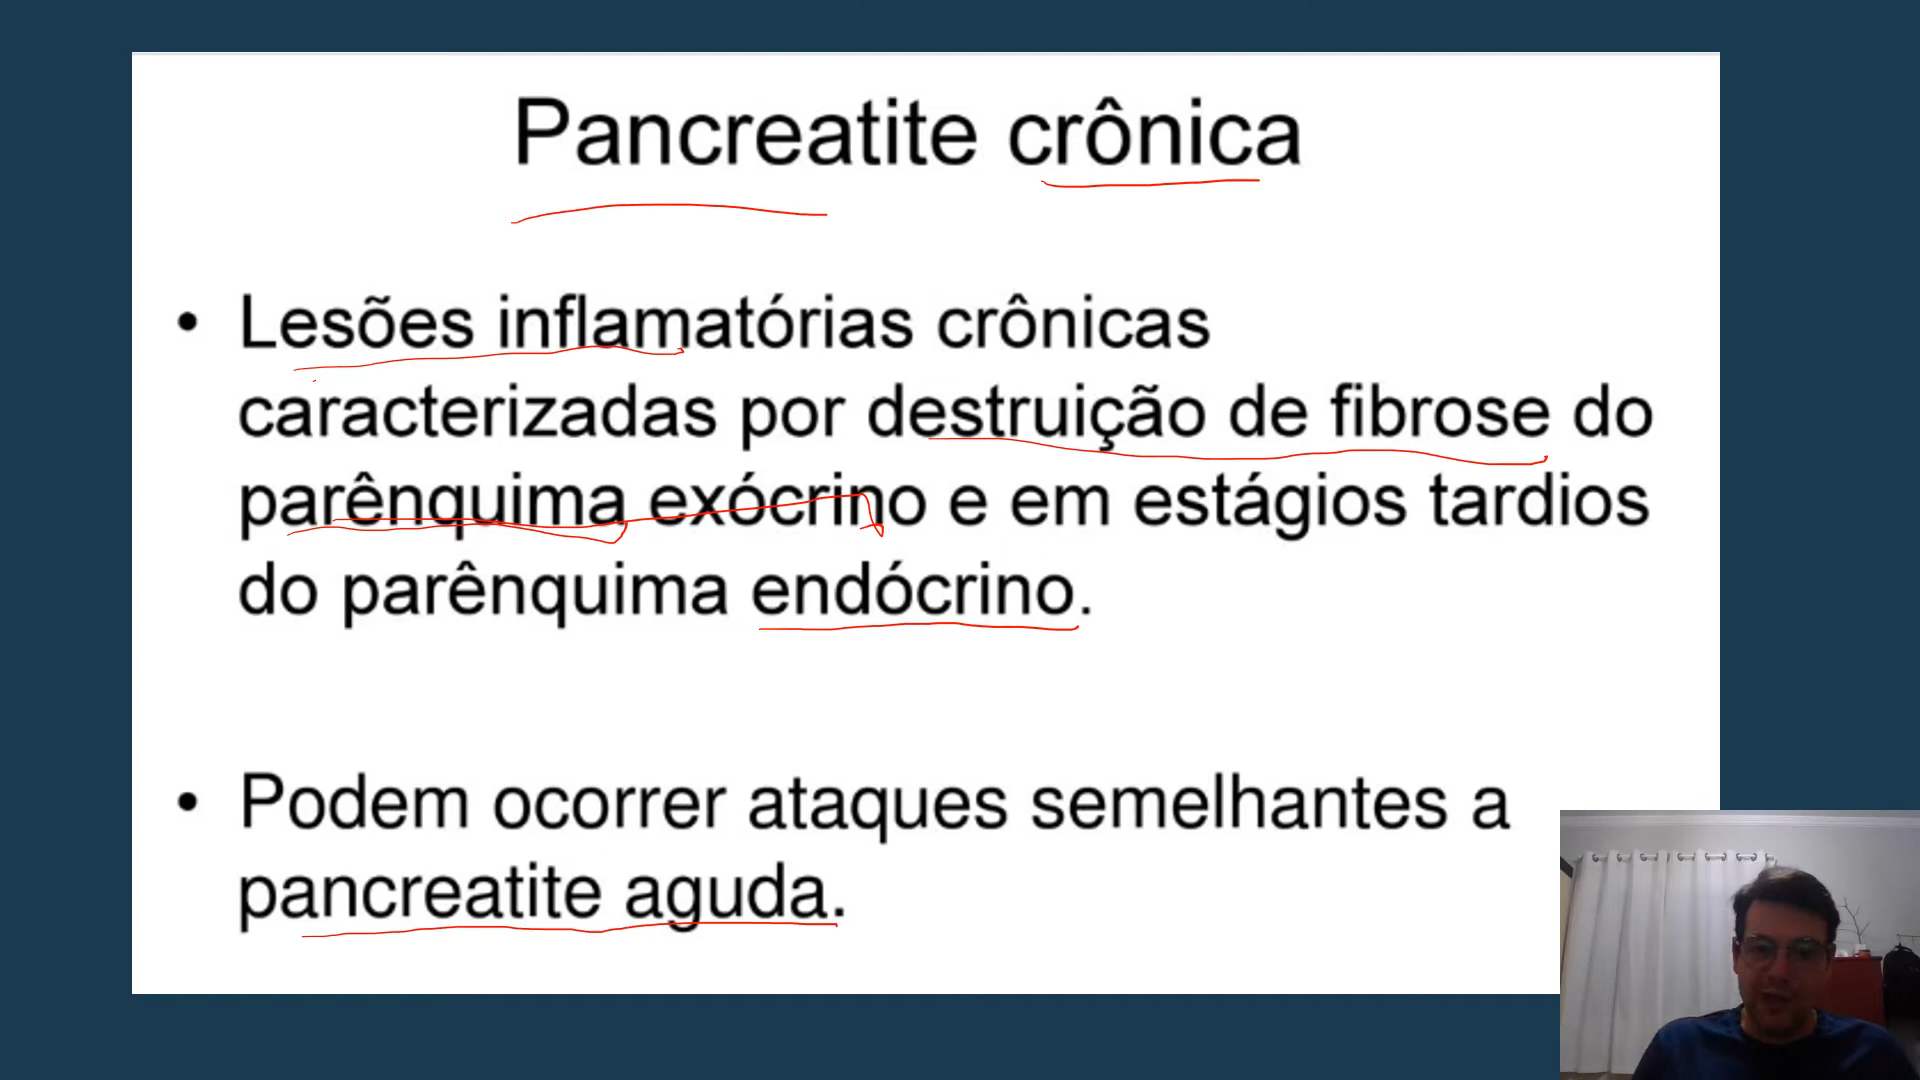 Pancreatite crônica
• Lesões inflamatórias crônicas
caracterizadas por destruição de fibrose do
parênquima exócrino e em estágios tardios
do parênquima endócrino.
• Podem ocorrer ataques semelhantes a
pancreatite aguda.